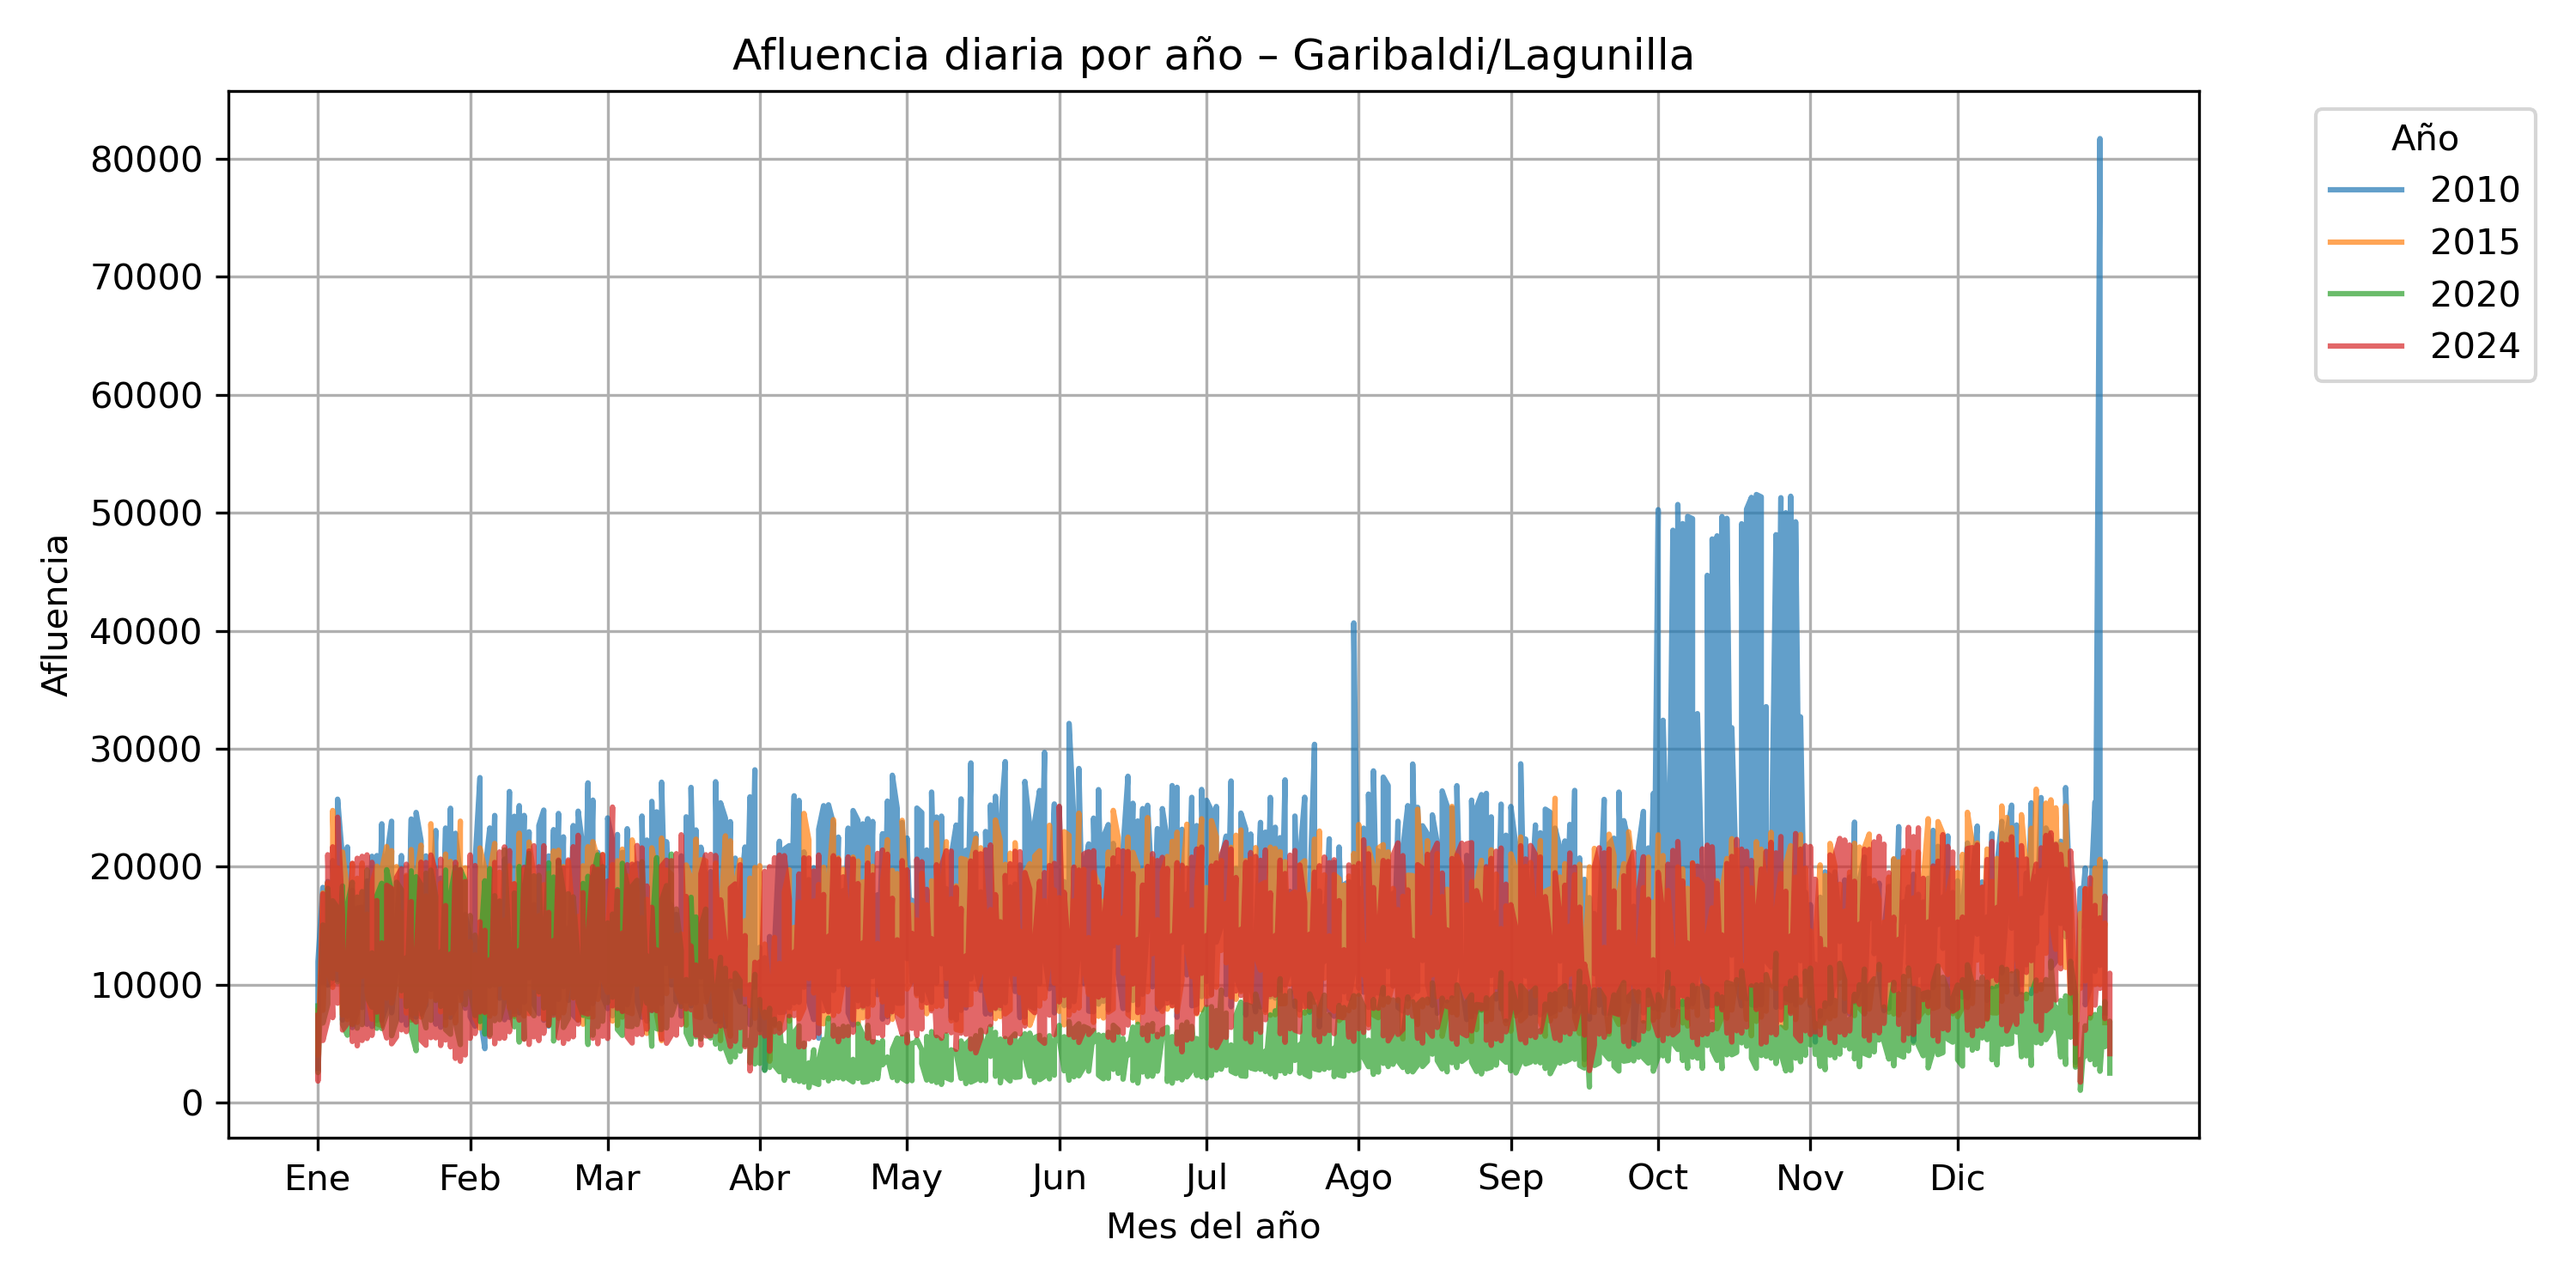 Afluencia diaria por año – Garibaldi/Lagunilla
Año
2010
2015
2020
2024
80000
70000
60000
50000
40000
30000
20000
10000
0
Afluencia
Ene Feb Mar Abr May Jun Jul Ago Sep Oct Nov Dic
Mes del año